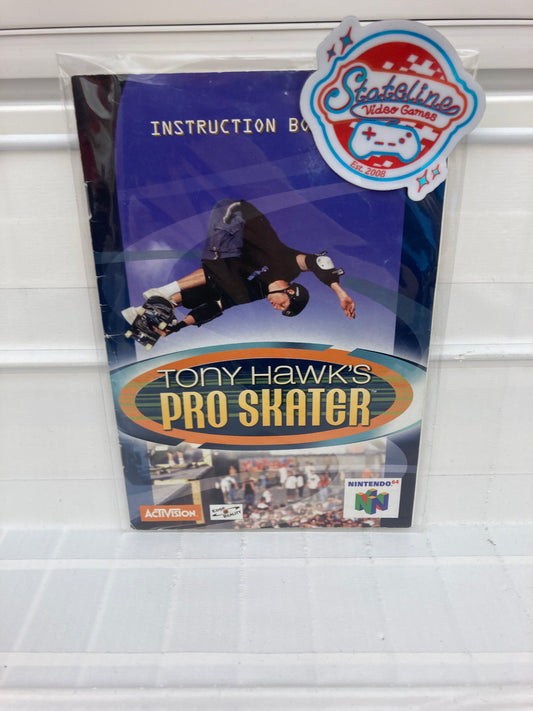 INSTRUCTION BO
Stateline
Video Games
Est. 2008
TONY HAWK'S
PRO SKATER
NINTENDO 64
ACTIVISION